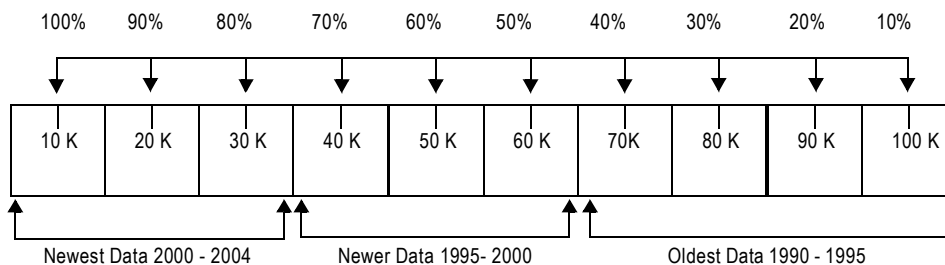 100% 90% 80% 70% 60% 50% 40% 30% 20% 10%
10 K 20 K 30 K 40 K 50 K 60 K 70K 80 K 90 K 100 K
Newest Data 2000 - 2004 Newer Data 1995- 2000 Oldest Data 1990 - 1995